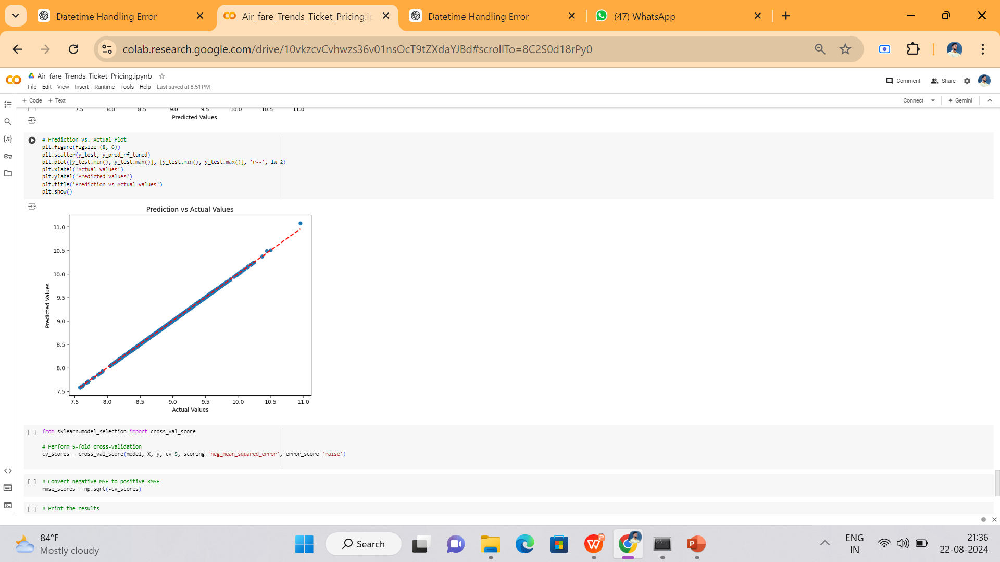 Datetime Handling Error
Air_fare_Trends_Ticket_Pricing.ip
Datetime Handling Error
(47) WhatsApp
colab.research.google.com/drive/10vkzcvCvhwzs36v01nsOcT9tZXdaYJBd#scrollTo=8C2S0d18rPy0
Air_fare_Trends_Ticket_Pricing.ipynb
File Edit View Insert Runtime Tools Help Last saved at 8:51 PM
Comment Share
+ Code + Text
Connect Gemini
[ ] 7.5 8.0 8.5 9.0 9.5 10.0 10.5 11.0
Predicted Values
# Prediction vs. Actual Plot
plt.figure(figsize=(8, 6))
plt.scatter(y_test, y_pred_rf_tuned)
plt.plot([y_test.min(), y_test.max()], [y_test.min(), y_test.max()], 'r--', lw=2)
plt.xlabel('Actual Values')
plt.ylabel('Predicted Values')
plt.title('Prediction vs Actual Values')
plt.show()
Prediction vs Actual Values
11.0
10.5
10.0
9.5
9.0
8.5
8.0
7.5
Predicted Values
7.5 8.0 8.5 9.0 9.5 10.0 10.5 11.0
Actual Values
[ ] from sklearn.model_selection import cross_val_score
# Perform 5-fold cross-validation
cv_scores = cross_val_score(model, X, y, cv=5, scoring='neg_mean_squared_error', error_score='raise')
[ ] # Convert negative MSE to positive RMSE
rmse_scores = np.sqrt(-cv_scores)
[ ] # Print the results
84°F
Mostly cloudy
Search
ENG
IN
21:36
22-08-2024